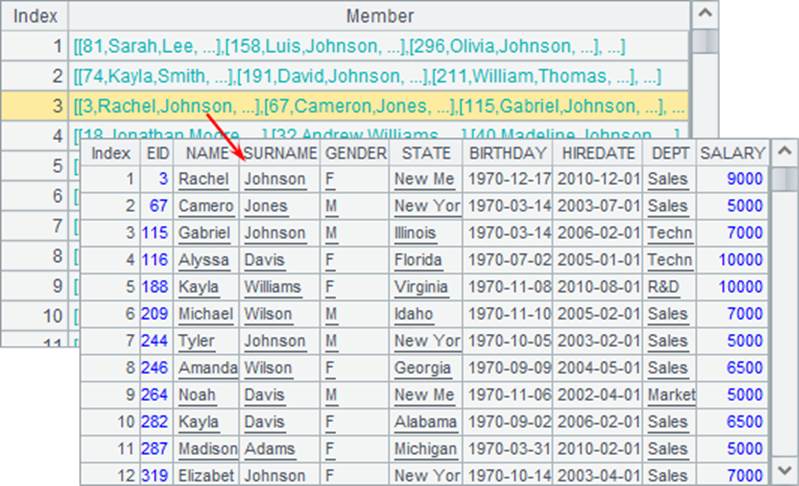 Index Member
1 [[81,Sarah,Lee, ...],[158,Luis,Johnson, ...],[296,Olivia,Johnson, ...], ...]
2 [[74,Kayla,Smith, ...],[191,David,Johnson, ...],[211,William,Thomas, ...], ...]
3 [[3,Rachel,Johnson, ...],[67,Cameron,Jones, ...],[115,Gabriel,Johnson, ...], ...
4 [[18,Jonathan,Moore, ...],[32,Andrew,Williams, ...],[40,Madeline,Johnson, ...
5 [
6 [
7 [
8 [
9 [
10 [
11 [
Index EID NAME SURNAME GENDER STATE BIRTHDAY HIREDATE DEPT SALARY
1 3 Rachel Johnson F New Me 1970-12-17 2010-12-01 Sales 9000
2 67 Camero Jones M New Yor 1970-03-14 2003-07-01 Sales 5000
3 115 Gabriel Johnson M Illinois 1970-03-14 2006-02-01 Techn 7000
4 116 Alyssa Davis F Florida 1970-07-02 2005-01-01 Techn 10000
5 188 Kayla Williams F Virginia 1970-11-08 2010-08-01 R&D 10000
6 209 Michael Wilson M Idaho 1970-11-10 2005-02-01 Sales 7000
7 244 Tyler Johnson M New Yor 1970-10-05 2003-02-01 Sales 5000
8 246 Amanda Wilson F Georgia 1970-09-09 2004-05-01 Sales 6500
9 264 Noah Davis M New Me 1970-11-06 2002-04-01 Market 5000
10 282 Kayla Davis F Alabama 1970-09-02 2006-02-01 Sales 6500
11 287 Madison Adams F Michigan 1970-03-31 2010-02-01 Sales 5000
12 319 Elizabet Johnson F New Yor 1970-10-14 2003-04-01 Sales 7000